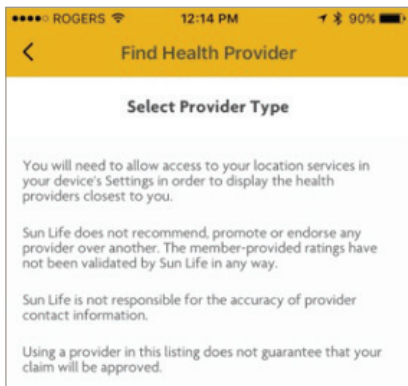 ROGERS 12:14 PM 90%
Find Health Provider
Select Provider Type
You will need to allow access to your location services in
your device's Settings in order to display the health
providers closest to you.
Sun Life does not recommend, promote or endorse any
provider over another. The member-provided ratings have
not been validated by Sun Life in any way.
Sun Life is not responsible for the accuracy of provider
contact information.
Using a provider in this listing does not guarantee that your
claim will be approved.